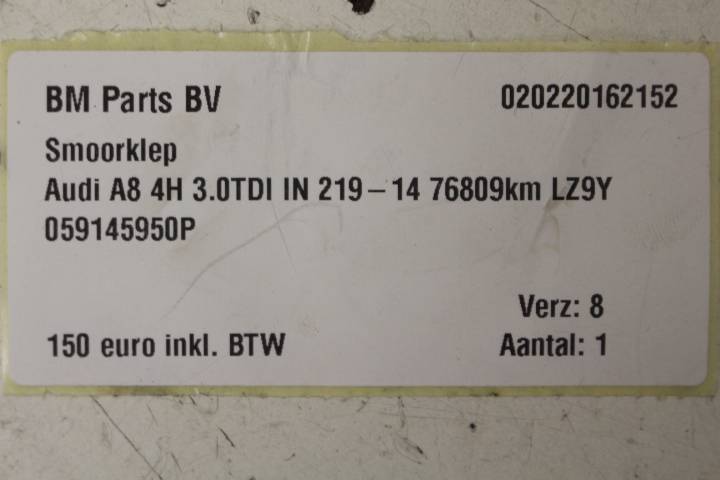 BM Parts BV 020220162152
Smoorklep
Audi A8 4H 3.0TDI IN 219-14 76809km LZ9Y
059145950P
Verz: 8
150 euro inkl. BTW Aantal: 1